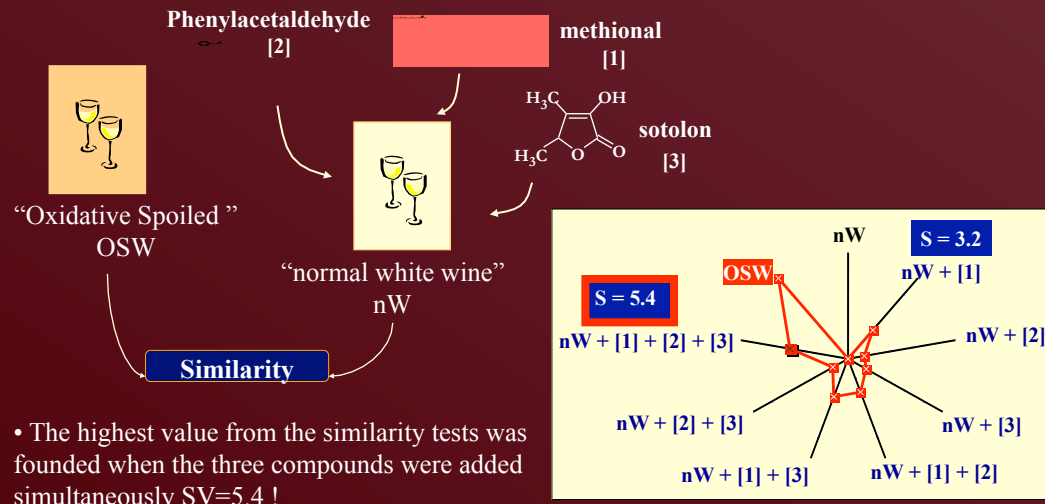 Phenylacetaldehyde
[2]
methional
[1]
H3C
OH
H3C
O
O
sotolon
[3]
“Oxidative Spoiled ”
OSW
“normal white wine”
nW
Similarity
• The highest value from the similarity tests was
founded when the three compounds were added
simultaneously SV=5.4 !
nW
S = 3.2
OSW
nW + [1]
S = 5.4
nW + [1] + [2] + [3]
nW + [2]
nW + [2] + [3]
nW + [3]
nW + [1] + [3]
nW + [1] + [2]